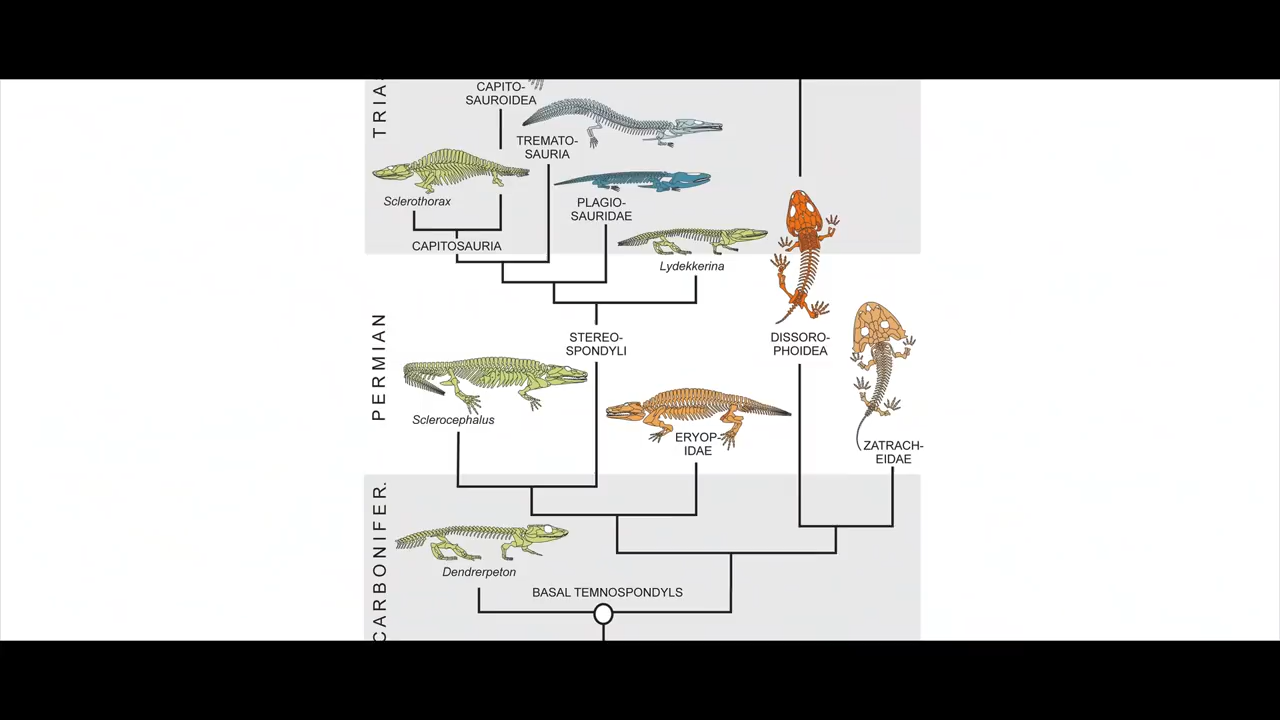 TRIA
CAPITO-
SAUROIDEA
TREMATO-
SAURIA
Sclerothorax
PLAGIO-
SAURIDAE
CAPITOSAURIA
Lydekkerina
PERMIAN
STEREO-
SPONDYLI
DISSORO-
PHOIDEA
Sclerocephalus
ERYOP-
IDAE
ZATRACH-
EIDAE
CARBONIFER.
Dendrerpeton
BASAL TEMNOSPONDYLS